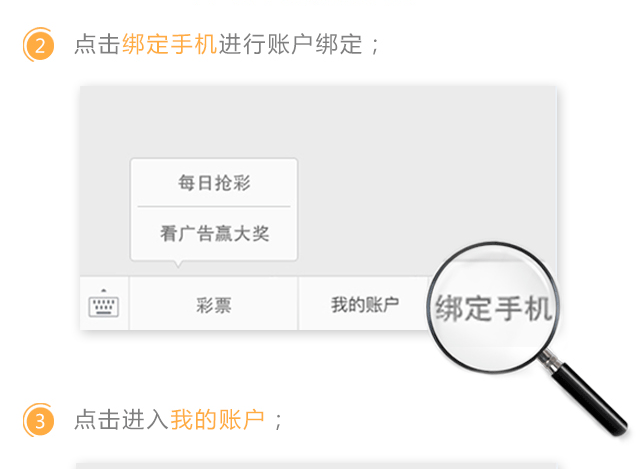 2 点击绑定手机进行账户绑定；
每日抢彩
看广告赢大奖
彩票 我的账户 绑定手机
3 点击进入我的账户；